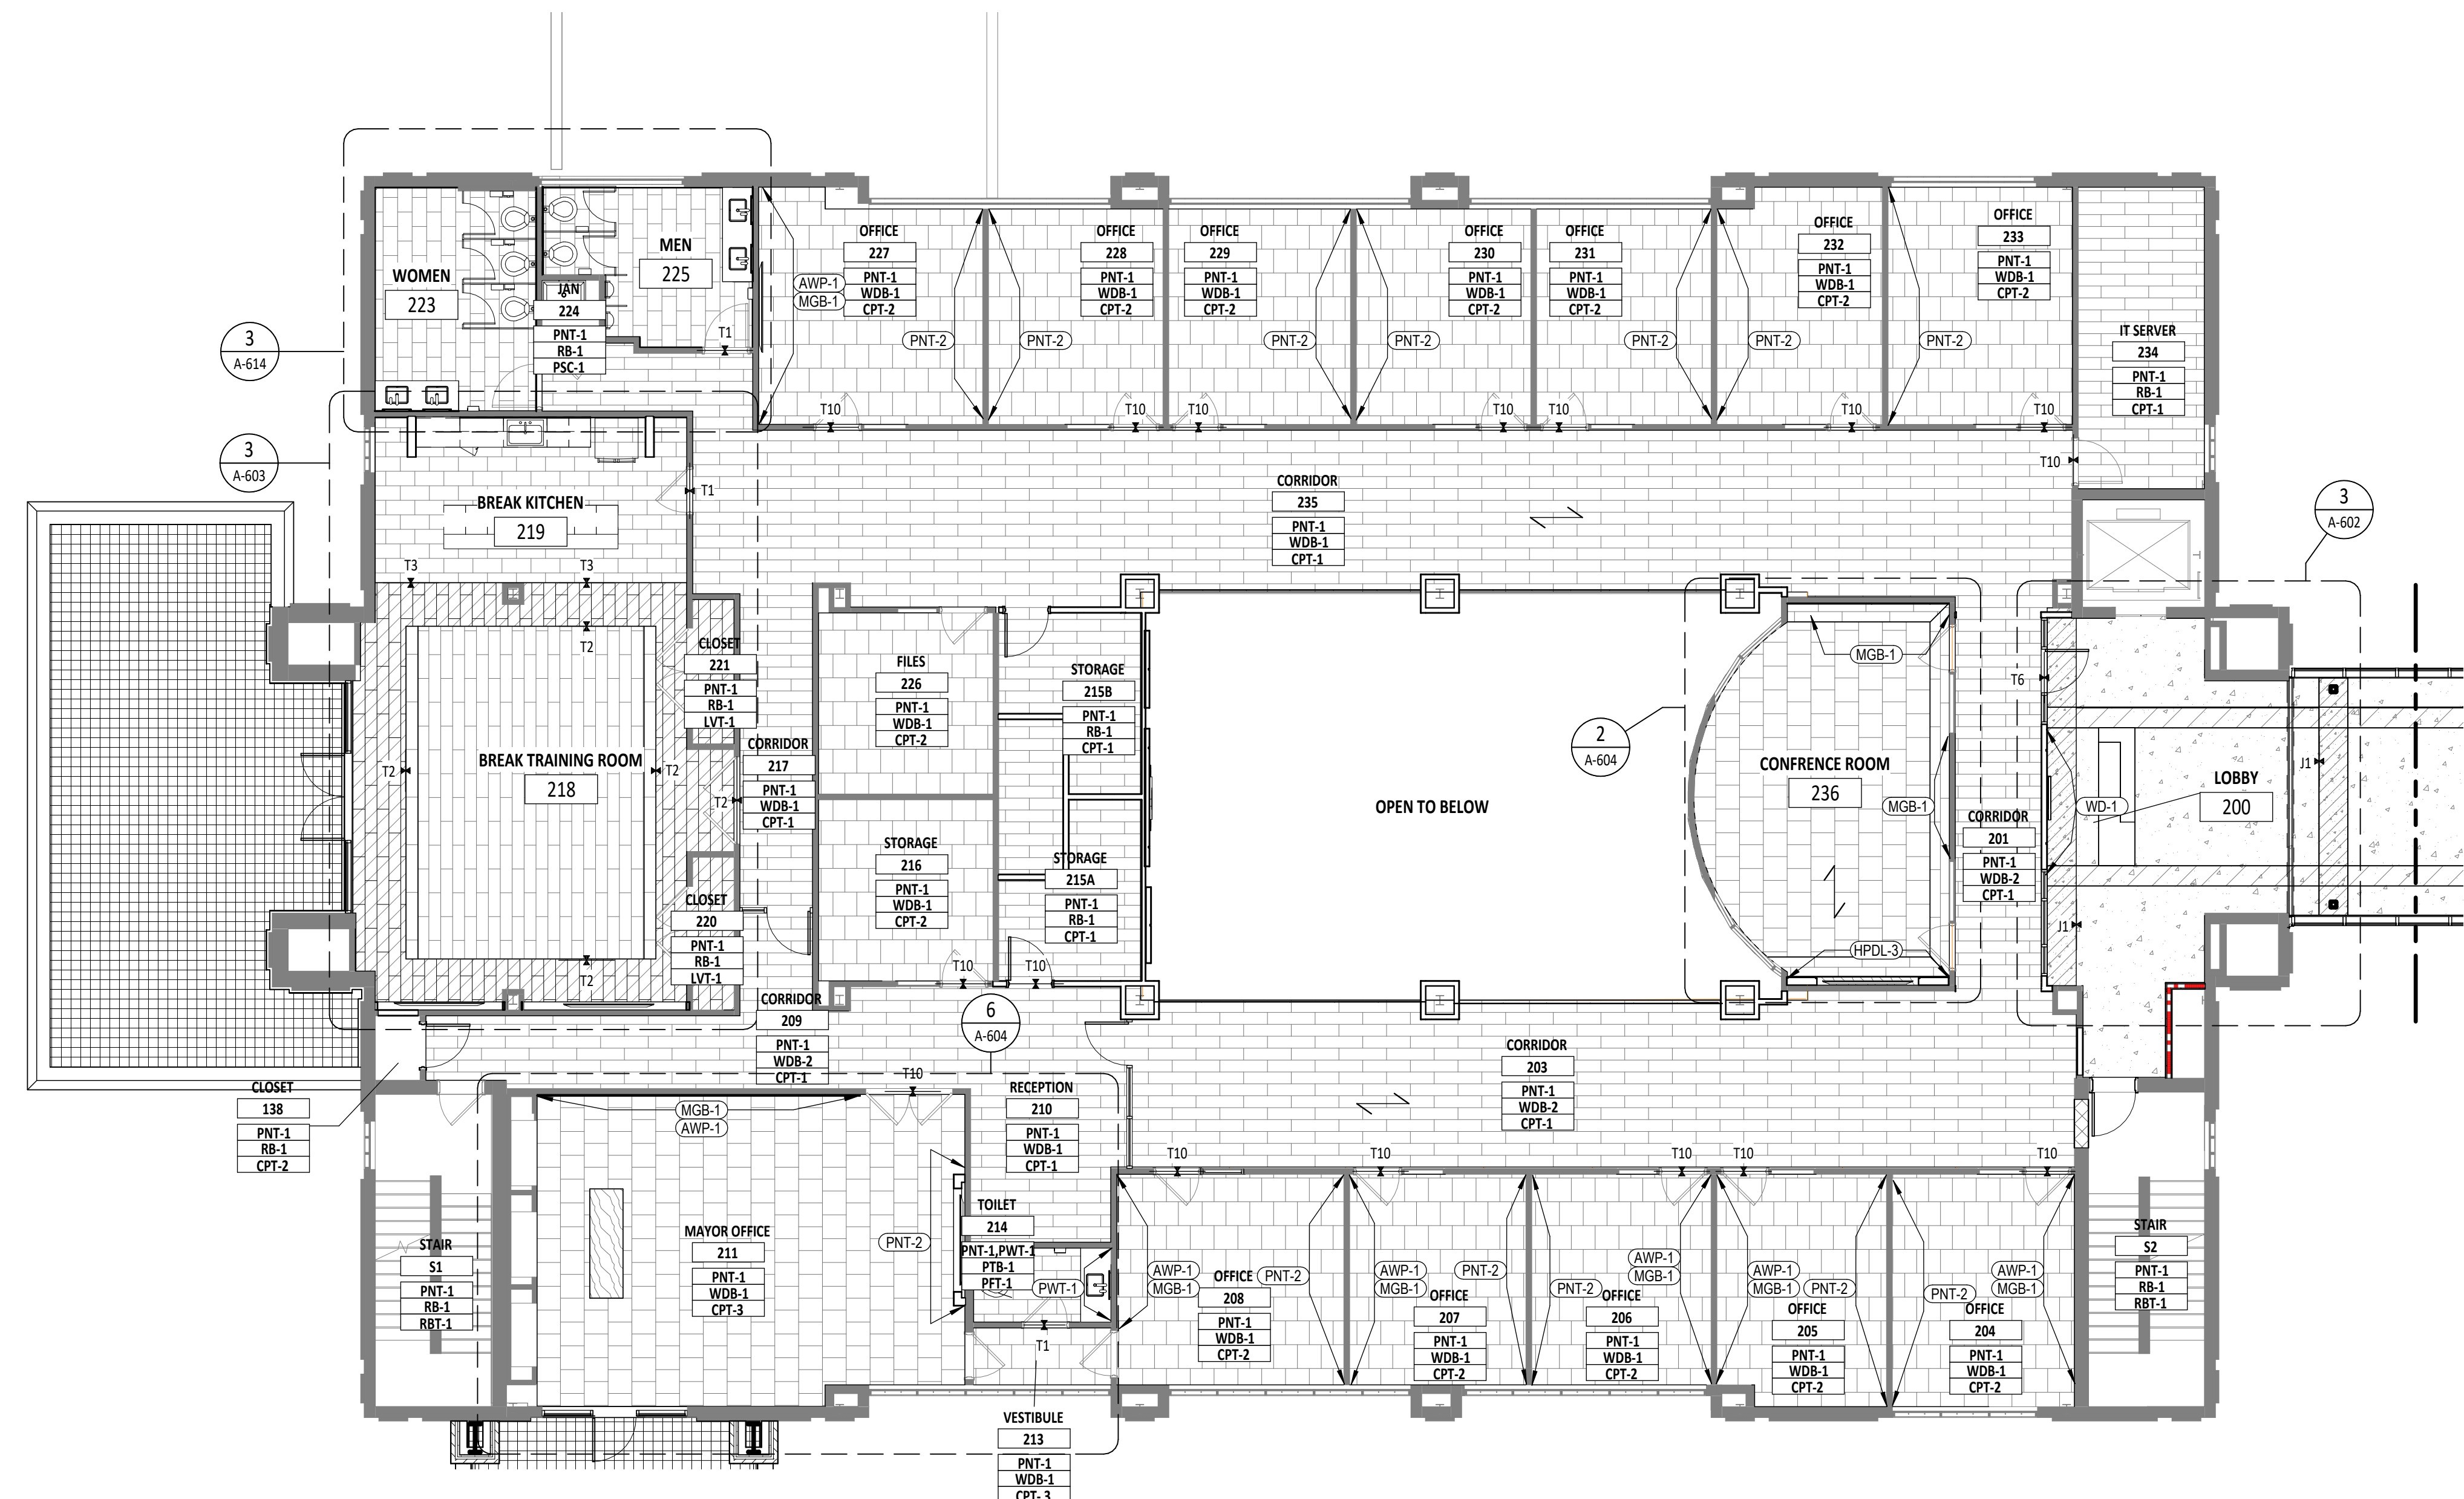 WOMEN
223
MEN
225
JAN
224
PNT-1
RB-1
PSC-1
T1
3
A-614
3
A-603
OFFICE
227
PNT-1
WDB-1
CPT-2
AWP-1
MGB-1
PNT-2
T10
OFFICE
228
PNT-1
WDB-1
CPT-2
PNT-2
T10
OFFICE
229
PNT-1
WDB-1
CPT-2
PNT-2
T10
OFFICE
230
PNT-1
WDB-1
CPT-2
PNT-2
T10
OFFICE
231
PNT-1
WDB-1
CPT-2
PNT-2
T10
OFFICE
232
PNT-1
WDB-1
CPT-2
PNT-2
T10
OFFICE
233
PNT-1
WDB-1
CPT-2
PNT-2
T10
IT SERVER
234
PNT-1
RB-1
CPT-1
T10
BREAK KITCHEN
219
T1
T3
T3
CORRIDOR
235
PNT-1
WDB-1
CPT-1
3
A-602
BREAK TRAINING ROOM
218
T2
T2
T2
T2
T2
CLOSET
221
PNT-1
RB-1
LVT-1
CORRIDOR
217
PNT-1
WDB-1
CPT-1
CLOSET
220
PNT-1
RB-1
LVT-1
FILES
226
PNT-1
WDB-1
CPT-2
STORAGE
216
PNT-1
WDB-1
CPT-2
T10
STORAGE
215B
PNT-1
RB-1
CPT-1
STORAGE
215A
PNT-1
RB-1
CPT-1
T10
OPEN TO BELOW
2
A-604
CONFRENCE ROOM
236
MGB-1
MGB-1
HPDL-3
CORRIDOR
201
PNT-1
WDB-2
CPT-1
T6
WD-1
LOBBY
200
J1
J1
CORRIDOR
209
PNT-1
WDB-2
CPT-1
6
A-604
CORRIDOR
203
PNT-1
WDB-2
CPT-1
CLOSET
138
PNT-1
RB-1
CPT-2
T10
MGB-1
AWP-1
RECEPTION
210
PNT-1
WDB-1
CPT-1
STAIR
S1
PNT-1
RB-1
RBT-1
MAYOR OFFICE
211
PNT-1
WDB-1
CPT-3
PNT-2
TOILET
214
PNT-1,PWT-1
PTB-1
PFT-1
PWT-1
T1
T10
AWP-1
MGB-1
OFFICE
208
PNT-1
WDB-1
CPT-2
PNT-2
T10
AWP-1
MGB-1
OFFICE
207
PNT-1
WDB-1
CPT-2
PNT-2
T10
AWP-1
MGB-1
PNT-2
OFFICE
206
PNT-1
WDB-1
CPT-2
T10
AWP-1
MGB-1
PNT-2
OFFICE
205
PNT-1
WDB-1
CPT-2
T10
AWP-1
MGB-1
PNT-2
OFFICE
204
PNT-1
WDB-1
CPT-2
STAIR
S2
PNT-1
RB-1
RBT-1
VESTIBULE
213
PNT-1
WDB-1
CPT- 3